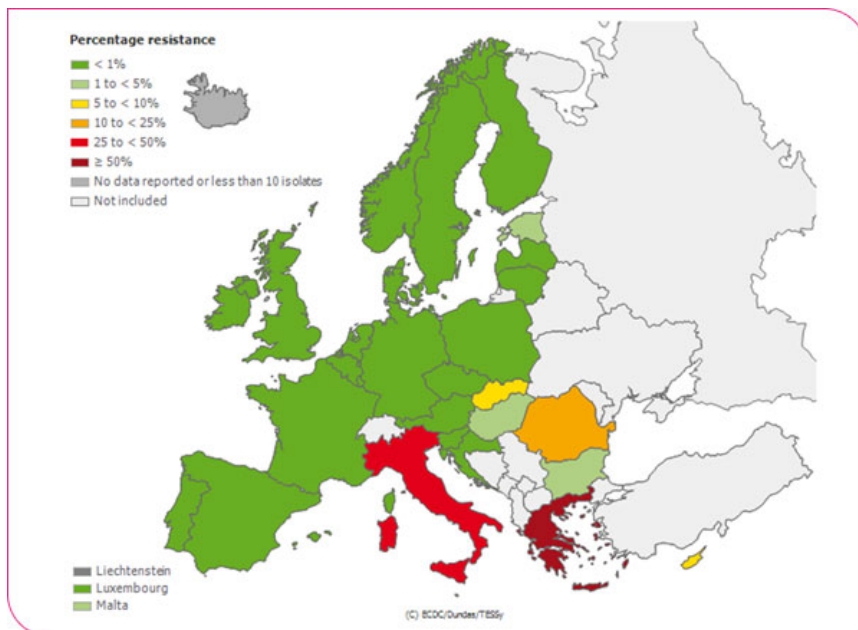 Percentage resistance
< 1%
1 to < 5%
5 to < 10%
10 to < 25%
25 to < 50%
≥ 50%
No data reported or less than 10 isolates
Not included
Liechtenstein
Luxembourg
Malta
(C) ECDC/Dundas/TESSy